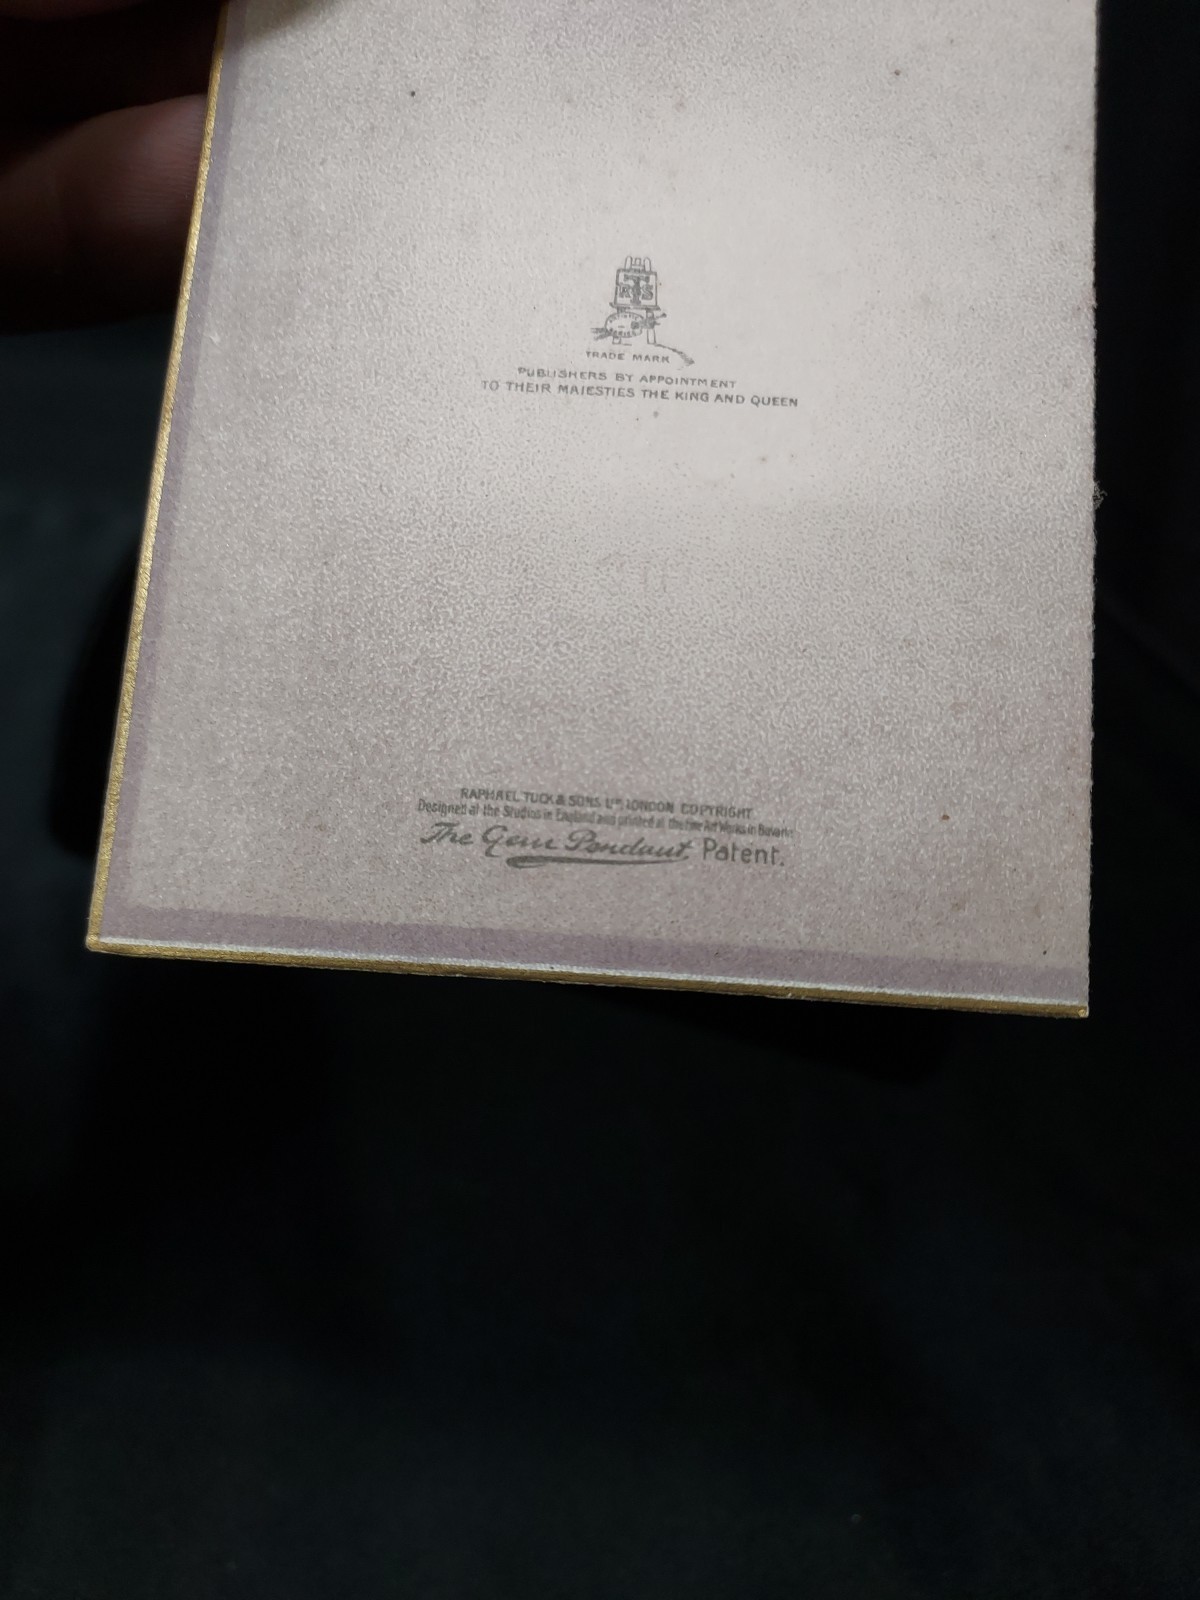 RTS
TRADE MARK
PUBLISHERS BY APPOINTMENT
TO THEIR MAJESTIES THE KING AND QUEEN
RAPHAEL TUCK & SONS LTD LONDON COPYRIGHT
Designed at the Studios in England and printed at the Fine Art Works in Bavaria
The Gem Pendant, Patent.